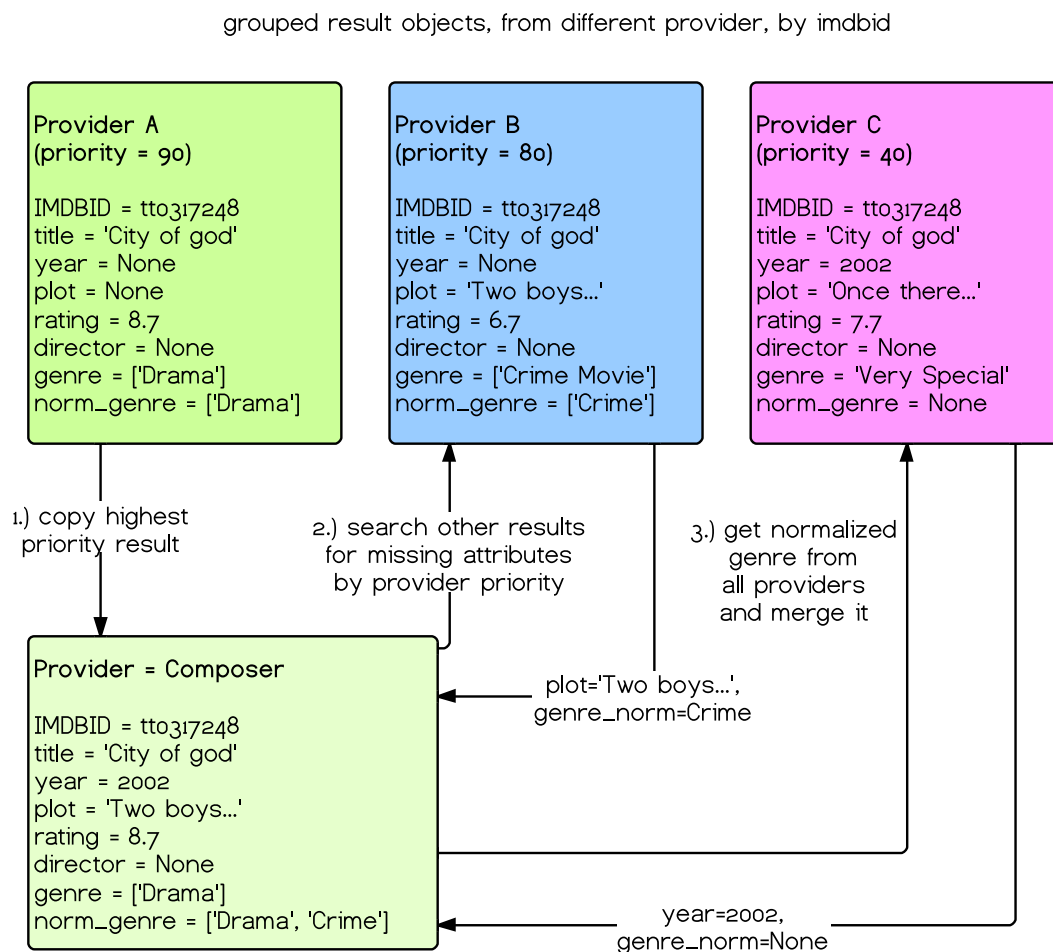 grouped result objects, from different provider, by imdbid
Provider A
(priority = 90)
IMDBID = tt0317248
title = 'City of god'
year = None
plot = None
rating = 8.7
director = None
genre = ['Drama']
norm_genre = ['Drama']
Provider B
(priority = 80)
IMDBID = tt0317248
title = 'City of god'
year = None
plot = 'Two boys...'
rating = 6.7
director = None
genre = ['Crime Movie']
norm_genre = ['Crime']
Provider C
(priority = 40)
IMDBID = tt0317248
title = 'City of god'
year = 2002
plot = 'Once there...'
rating = 7.7
director = None
genre = 'Very Special'
norm_genre = None
1.) copy highest
priority result
2.) search other results
for missing attributes
by provider priority
3.) get normalized
genre from
all providers
and merge it
plot='Two boys...',
genre_norm=Crime
Provider = Composer
IMDBID = tt0317248
title = 'City of god'
year = 2002
plot = 'Two boys...'
rating = 8.7
director = None
genre = ['Drama']
norm_genre = ['Drama', 'Crime']
year=2002,
genre_norm=None